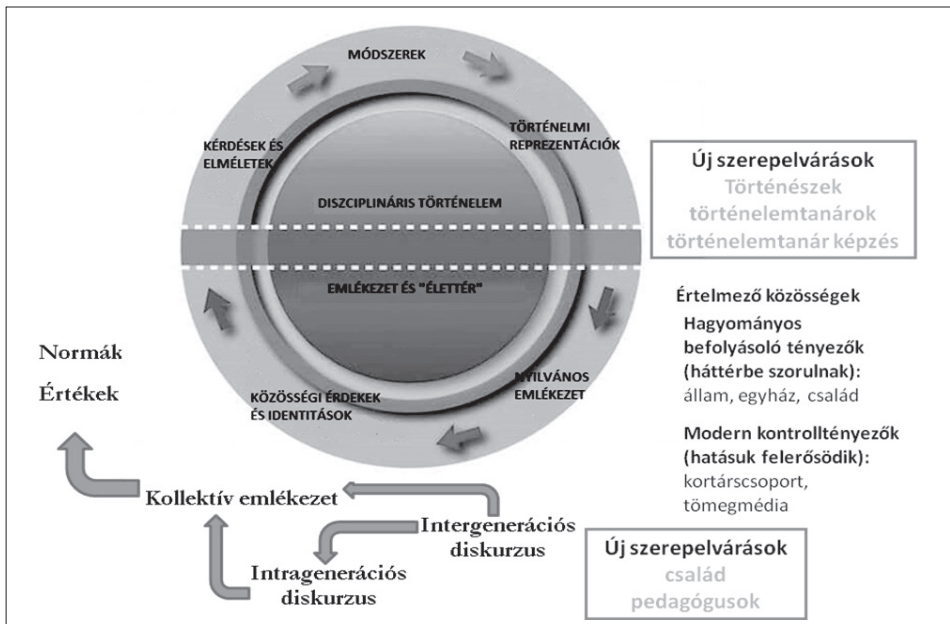 MÓDSZEREK
KÉRDÉSEK ÉS
ELMÉLETEK
TÖRTÉNELMI
REPREZENTÁCIÓK
DISZCIPLINÁRIS TÖRTÉNELEM
EMLÉKEZET ÉS "ÉLETTÉR"
KÖZÖSSÉGI ÉRDEKEK
ÉS IDENTITÁSOK
NYILVÁNOS
EMLÉKEZET
Új szerepelvárások
Történészek
történelemtanárok
történelemtanár képzés
Értelmező közösségek
Hagyományos
befolyásoló tényezők
(háttérbe szorulnak):
állam, egyház, család
Modern kontrolltényezők
(hatásuk felerősödik):
kortárscsoport,
tömegmédia
Normák
Értékek
Kollektív emlékezet
Intergenerációs
diskurzus
Intragenerációs
diskurzus
Új szerepelvárások
család
pedagógusok